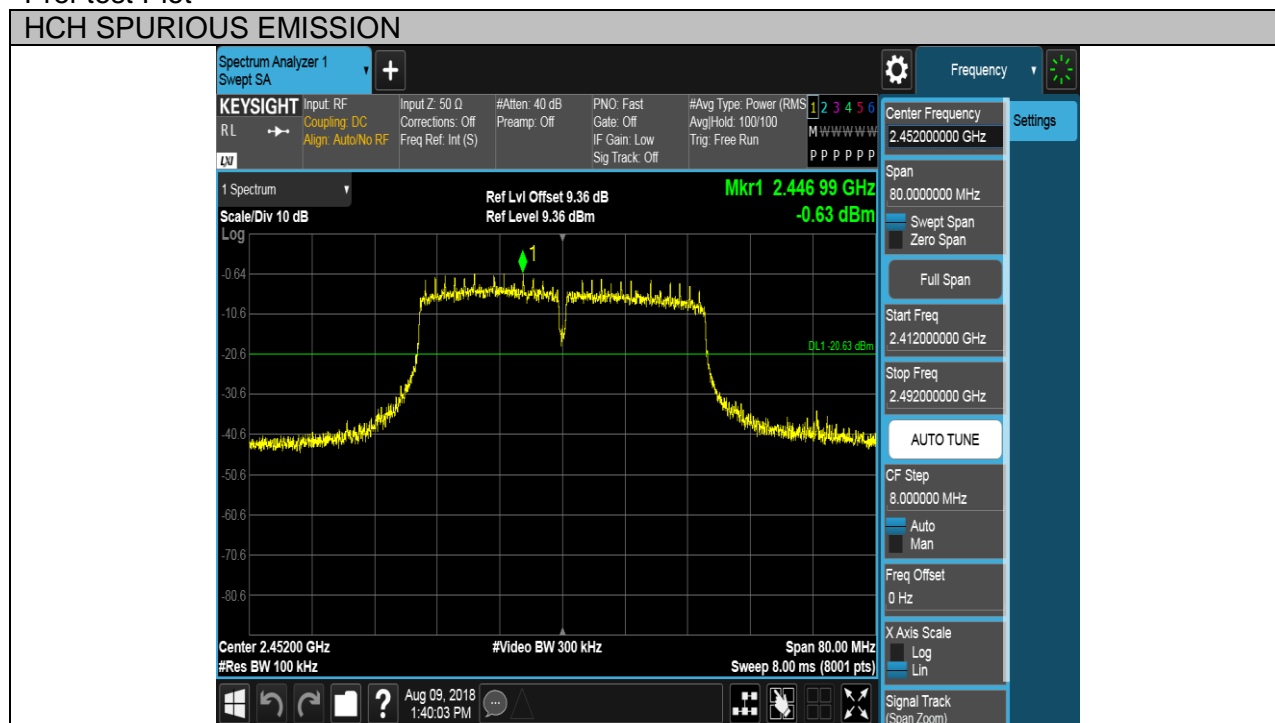 HCH SPURIOUS EMISSION
Spectrum Analyzer 1
Swept SA
Frequency
KEYSIGHT
RL
LXI
Input: RF
Coupling: DC
Align: Auto/No RF
Input Z: 50 Ω
Corrections: Off
Freq Ref: Int (S)
#Atten: 40 dB
Preamp: Off
PNO: Fast
Gate: Off
IF Gain: Low
Sig Track: Off
#Avg Type: Power (RMS
Avg|Hold: 100/100
Trig: Free Run
1 2 3 4 5 6
M W W W W W
P P P P P P
1 Spectrum
Scale/Div 10 dB
Log
Ref Lvl Offset 9.36 dB
Ref Level 9.36 dBm
Mkr1 2.446 99 GHz
-0.63 dBm
1
-0.64
-10.6
-20.6
DL1 -20.63 dBm
-30.6
-40.6
-50.6
-60.6
-70.6
-80.6
Center 2.45200 GHz
#Res BW 100 kHz
#Video BW 300 kHz
Span 80.00 MHz
Sweep 8.00 ms (8001 pts)
?
Aug 09, 2018
1:40:03 PM
Center Frequency
2.452000000 GHz
Settings
Span
80.0000000 MHz
Swept Span
Zero Span
Full Span
Start Freq
2.412000000 GHz
Stop Freq
2.492000000 GHz
AUTO TUNE
CF Step
8.000000 MHz
Auto
Man
Freq Offset
0 Hz
X Axis Scale
Log
Lin
Signal Track
(Span Zoom)